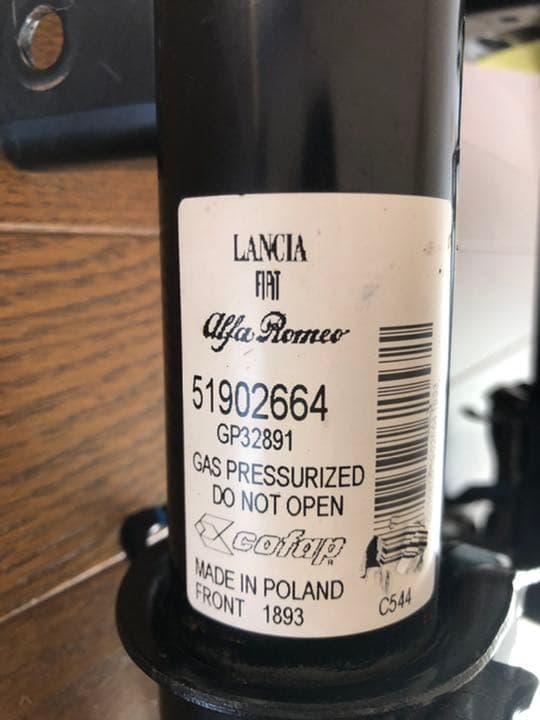 LANCIA
FIAT
Alfa Romeo
51902664
GP32891
GAS PRESSURIZED
DO NOT OPEN
cofap
MADE IN POLAND
FRONT 1893
C544